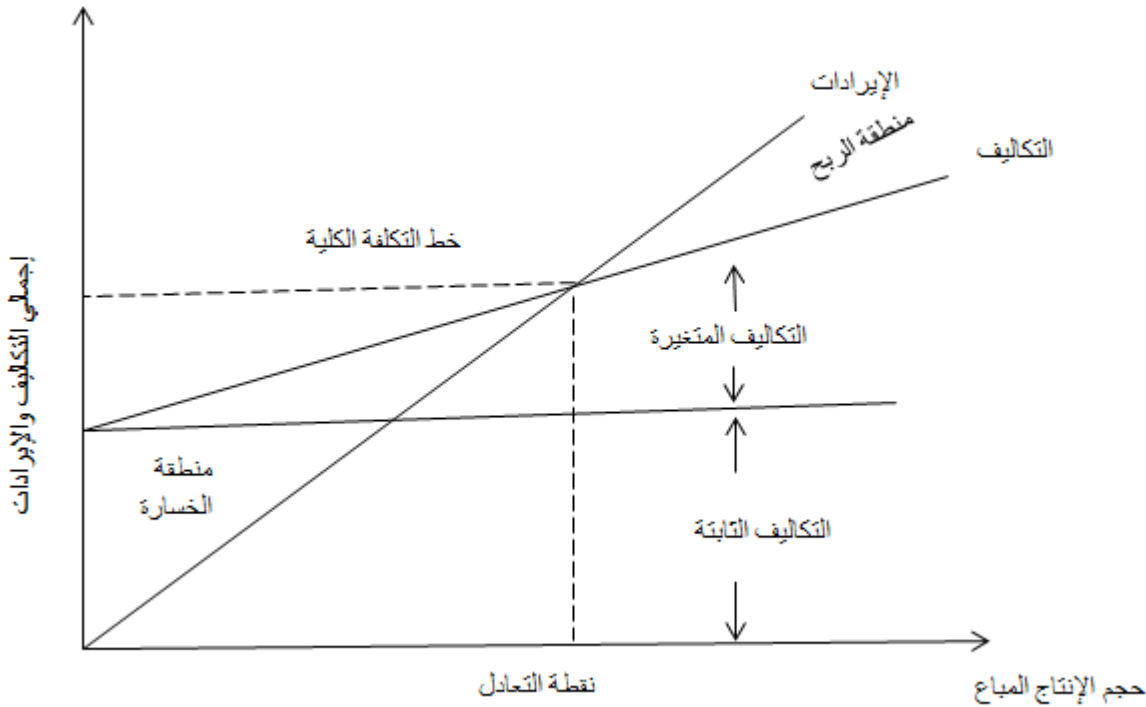 الإيرادات
منطقة الربح
التكاليف
خط التكلفة الكلية
إجملي التكاليف والإيرادات
التكاليف المتغيرة
منطقة
الخسارة
التكاليف الثابتة
نقطة التعادل
حجم الإنتاج المباع